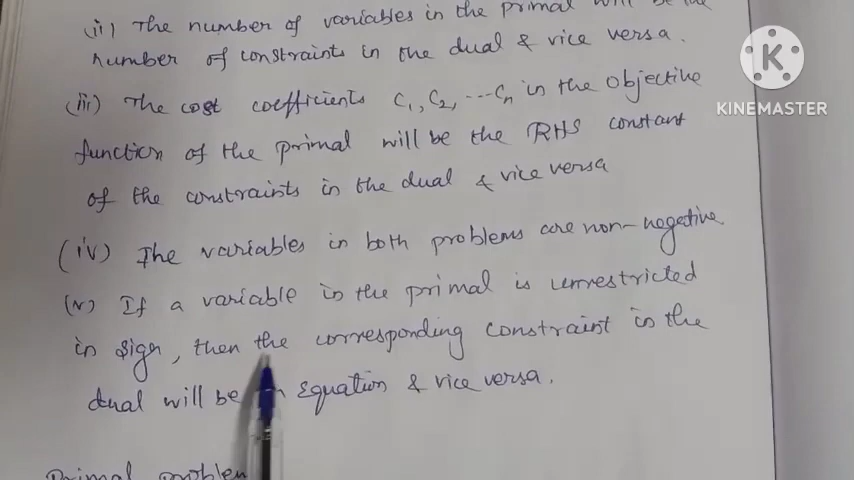 (ii) The number of variables in the primal will be the
number of constraints in the dual & vice versa.
(iii) The cost coefficients C1, C2, ...Cn in the objective
function of the primal will be the RHS constant
of the constraints in the dual & vice versa
(iv) The variables in both problems are non-negative
(v) If a variable in the primal is unrestricted
in sign, then the corresponding constraint in the
dual will be Equation & vice versa.
Primal problem
K
KINEMASTER